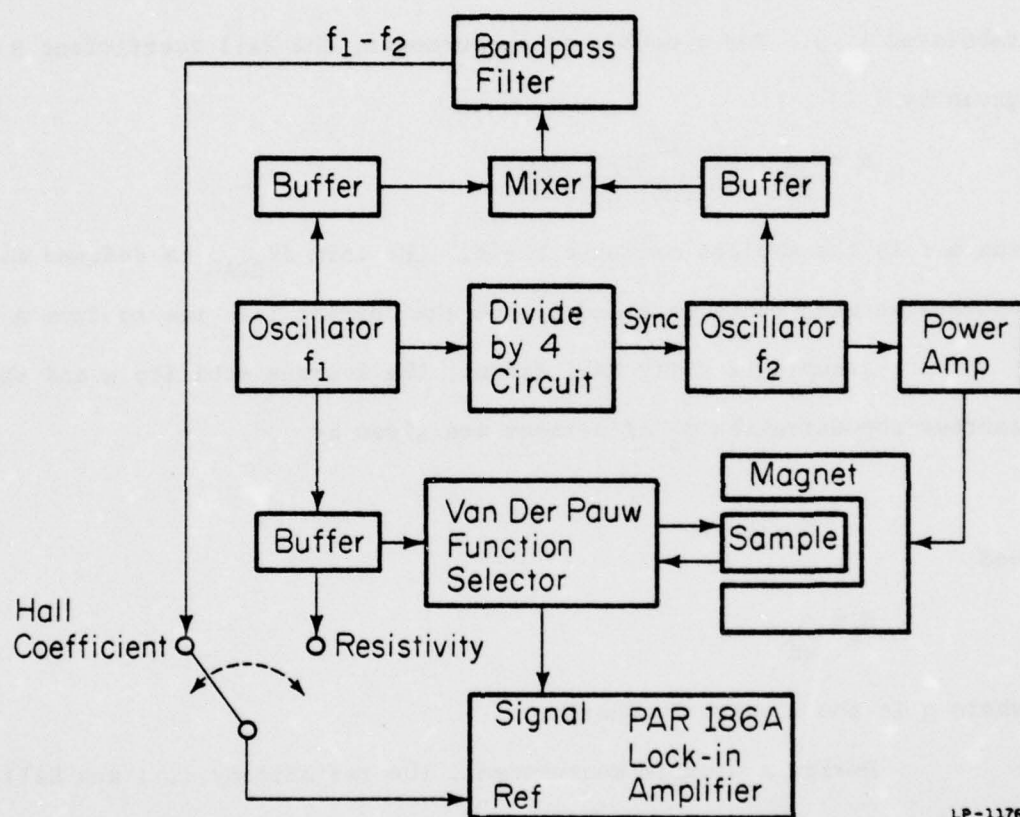 f₁-f₂
Bandpass
Filter
Buffer
Mixer
Buffer
Oscillator
f₁
Divide
by 4
Circuit
Sync
Oscillator
f₂
Power
Amp
Magnet
Sample
Buffer
Van Der Pauw
Function
Selector
Hall
Coefficient
Resistivity
Signal
Ref
PAR 186A
Lock-in
Amplifier